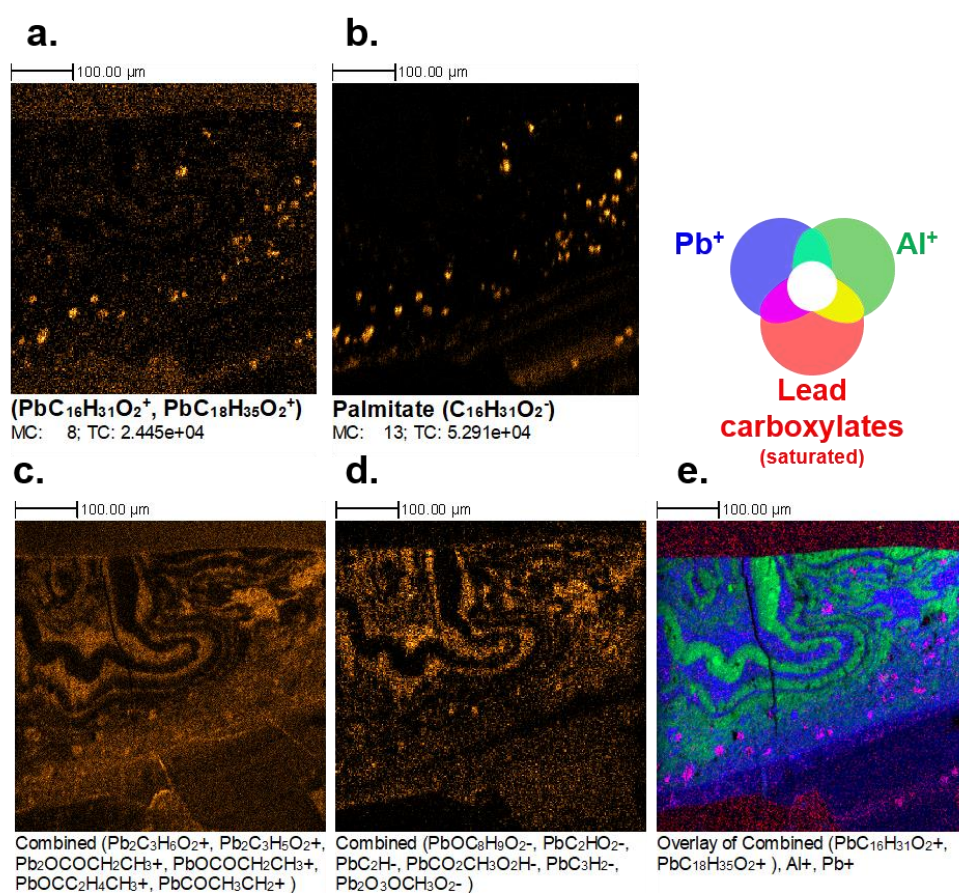 a.
b.
100.00 µm
100.00 µm
(PbC₁₆H₃₁O₂⁺, PbC₁₈H₃₅O₂⁺)
MC: 8; TC: 2.445e+04
Palmitate (C₁₆H₃₁O₂⁻)
MC: 13; TC: 5.291e+04
Pb⁺
Al⁺
Lead
carboxylates
(saturated)
c.
d.
e.
100.00 µm
100.00 µm
100.00 µm
Combined (Pb₂C₃H₆O₂+, Pb₂C₃H₅O₂+,
Pb₂OCOCH₂CH₃+, PbOCOCH₂CH₃+,
PbOCC₂H₄CH₃+, PbCOCH₃CH₂+ )
Combined (PbOC₈H₉O₂-, PbC₂HO₂-,
PbC₂H-, PbCO₂CH₃O₂H-, PbC₃H₂-,
Pb₂O₃OCH₃O₂- )
Overlay of Combined (PbC₁₆H₃₁O₂+,
PbC₁₈H₃₅O₂+ ), Al+, Pb+